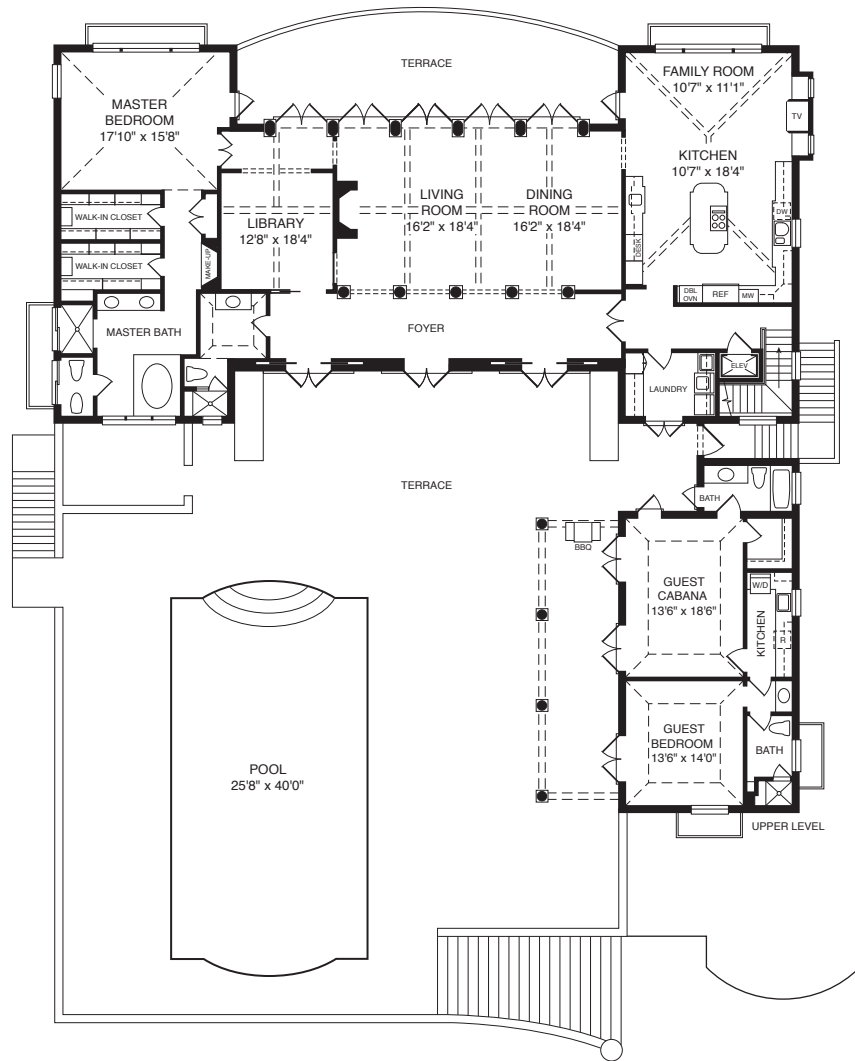 TERRACE
MASTER
BEDROOM
17'10" x 15'8"
FAMILY ROOM
10'7" x 11'1"
TV
KITCHEN
10'7" x 18'4"
WALK-IN CLOSET
WALK-IN CLOSET
MAKE-UP
LIBRARY
12'8" x 18'4"
LIVING
ROOM
16'2" x 18'4"
DINING
ROOM
16'2" x 18'4"
DESK
DW
DBL
OVN
REF
MW
MASTER BATH
FOYER
LAUNDRY
ELEV
TERRACE
BATH
BBQ
GUEST
CABANA
13'6" x 18'6"
W/D
KITCHEN
R
GUEST
BEDROOM
13'6" x 14'0"
BATH
POOL
25'8" x 40'0"
UPPER LEVEL